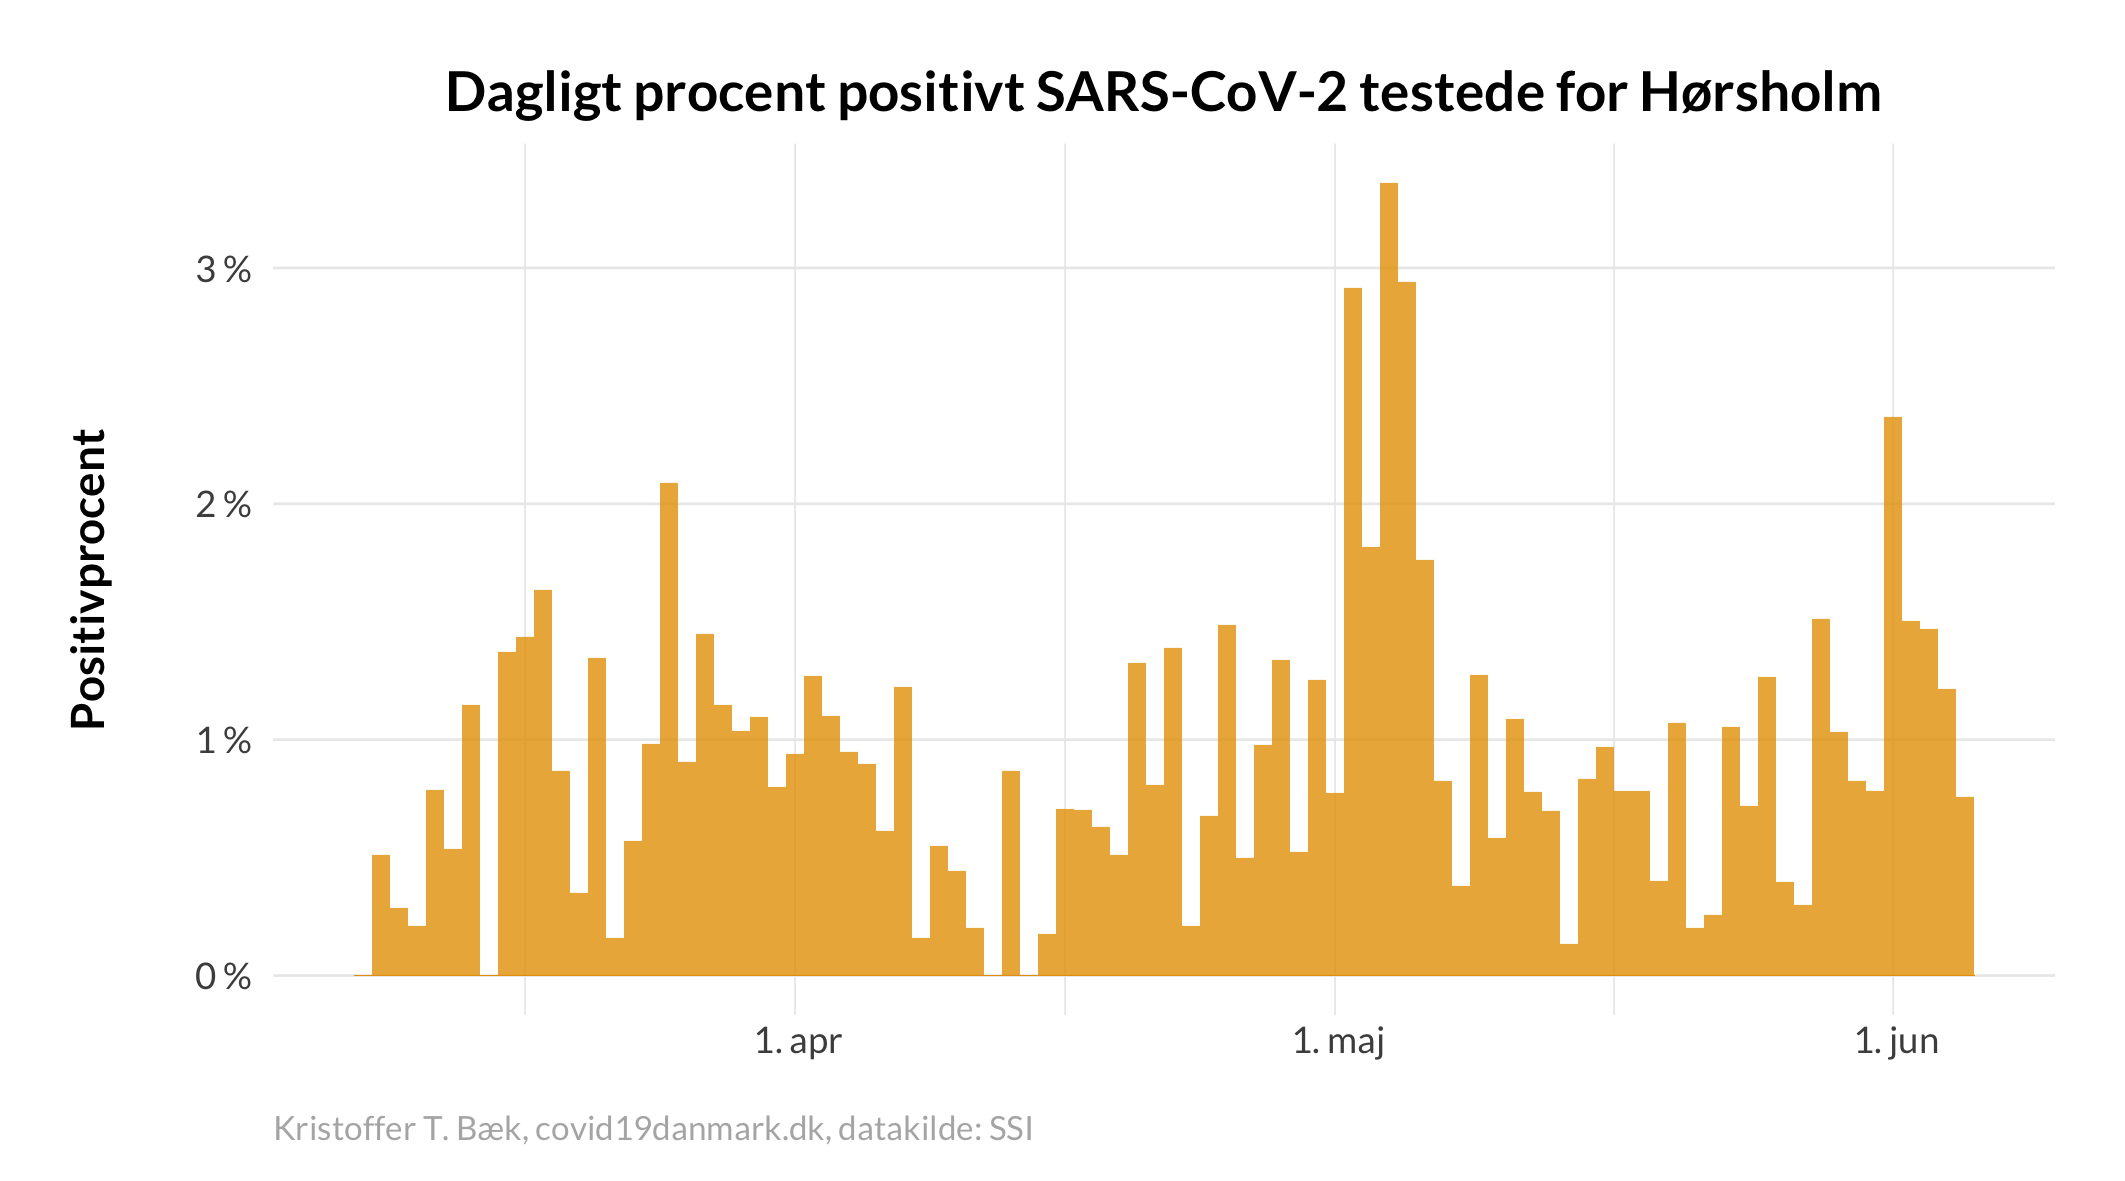 Dagligt procent positivt SARS-CoV-2 testede for Hørsholm
Positivprocent
3 %
2 %
1 %
0 %
1. apr
1. maj
1. jun
Kristoffer T. Bæk, covid19danmark.dk, datakilde: SSI